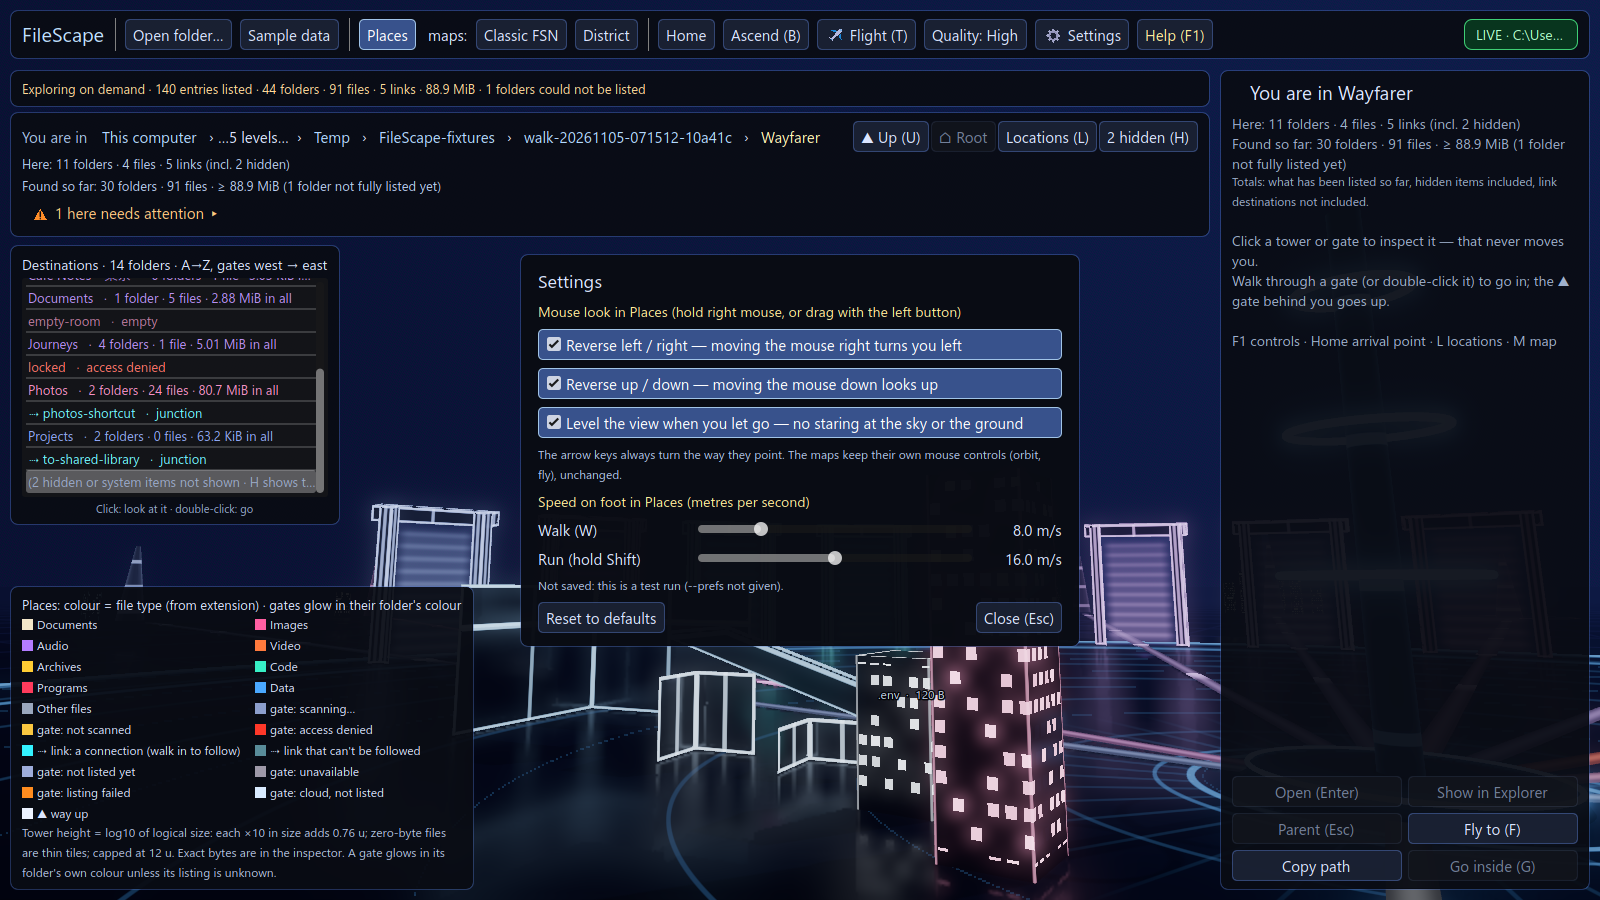 FileScape Open folder... Sample data Places maps: Classic FSN District Home Ascend (B) Flight (T) Quality: High Settings Help (F1) LIVE · C:\Use...
Exploring on demand · 140 entries listed · 44 folders · 91 files · 5 links · 88.9 MiB · 1 folders could not be listed
You are in This computer › ...5 levels... › Temp › FileScape-fixtures › walk-20261105-071512-10a41c › Wayfarer ▲ Up (U) Root Locations (L) 2 hidden (H)
Here: 11 folders · 4 files · 5 links (incl. 2 hidden)
Found so far: 30 folders · 91 files · ≥ 88.9 MiB (1 folder not fully listed yet)
1 here needs attention ▸
You are in Wayfarer
Here: 11 folders · 4 files · 5 links (incl. 2 hidden)
Found so far: 30 folders · 91 files · ≥ 88.9 MiB (1 folder
not fully listed yet)
Totals: what has been listed so far, hidden items included, link
destinations not included.
Click a tower or gate to inspect it — that never moves
you.
Walk through a gate (or double-click it) to go in; the ▲
gate behind you goes up.
F1 controls · Home arrival point · L locations · M map
Open (Enter) Show in Explorer
Parent (Esc) Fly to (F)
Copy path Go inside (G)
Destinations · 14 folders · A→Z, gates west → east
Documents · 1 folder · 5 files · 2.88 MiB in all
empty-room · empty
Journeys · 4 folders · 1 file · 5.01 MiB in all
locked · access denied
Photos · 2 folders · 24 files · 80.7 MiB in all
⇢ photos-shortcut · junction
Projects · 2 folders · 0 files · 63.2 KiB in all
⇢ to-shared-library · junction
(2 hidden or system items not shown · H shows t...
Click: look at it · double-click: go
Settings
Mouse look in Places (hold right mouse, or drag with the left button)
Reverse left / right — moving the mouse right turns you left
Reverse up / down — moving the mouse down looks up
Level the view when you let go — no staring at the sky or the ground
The arrow keys always turn the way they point. The maps keep their own mouse controls (orbit,
fly), unchanged.
Speed on foot in Places (metres per second)
Walk (W) 8.0 m/s
Run (hold Shift) 16.0 m/s
Not saved: this is a test run (--prefs not given).
Reset to defaults Close (Esc)
.env · 120 B
Places: colour = file type (from extension) · gates glow in their folder's colour
Documents Images
Audio Video
Archives Code
Programs Data
Other files gate: scanning...
gate: not scanned gate: access denied
⇢ link: a connection (walk in to follow) ⇢ link that can't be followed
gate: not listed yet gate: unavailable
gate: listing failed gate: cloud, not listed
▲ way up
Tower height = log10 of logical size: each ×10 in size adds 0.76 u; zero-byte files
are thin tiles; capped at 12 u. Exact bytes are in the inspector. A gate glows in its
folder's own colour unless its listing is unknown.